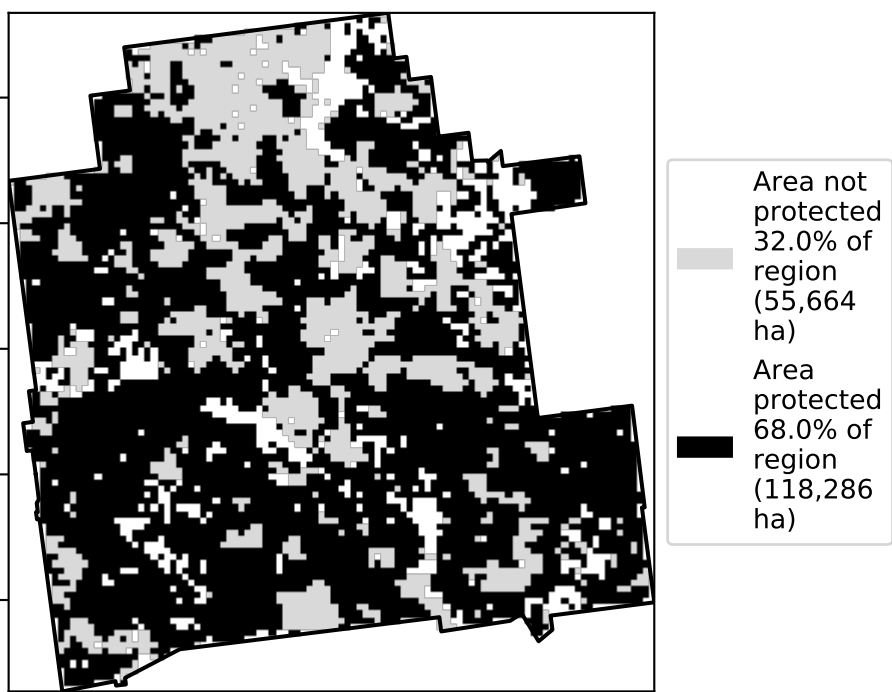 Area not
protected
32.0% of
region
(55,664
ha)
Area
protected
68.0% of
region
(118,286
ha)